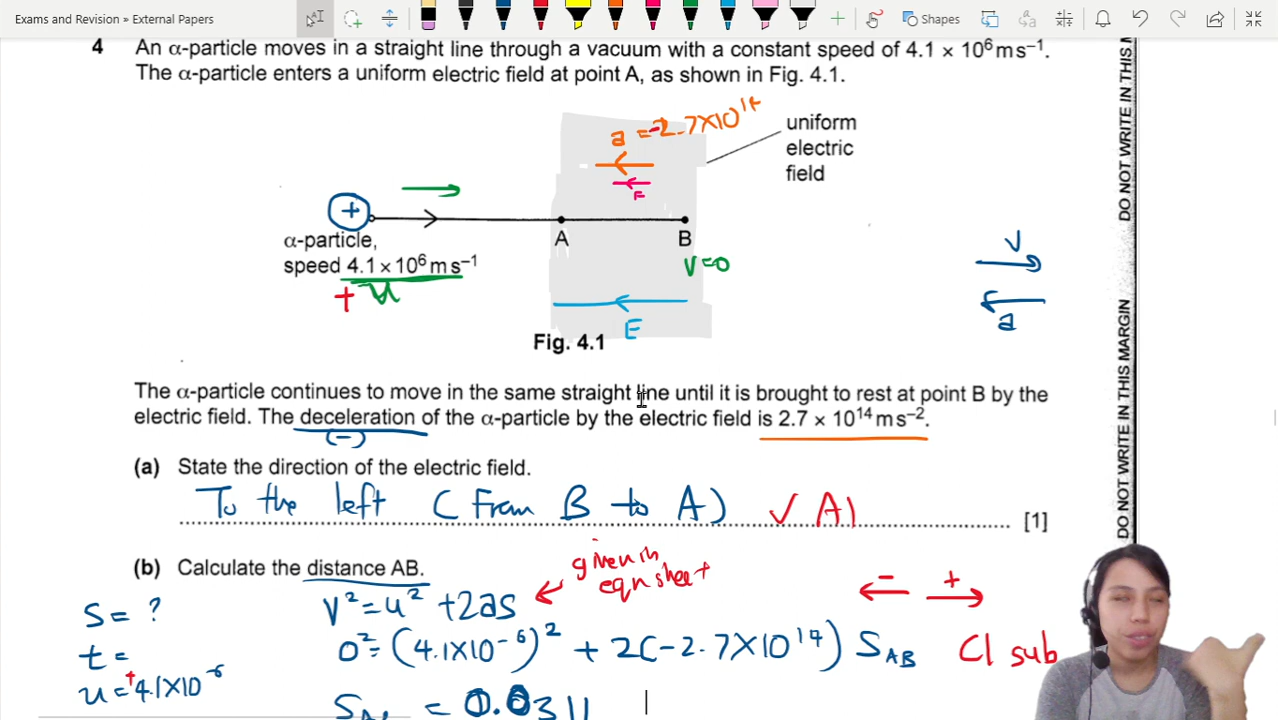 Exams and Revision » External Papers
Shapes
4 An α-particle moves in a straight line through a vacuum with a constant speed of 4.1 × 10⁶ m s⁻¹.
The α-particle enters a uniform electric field at point A, as shown in Fig. 4.1.
a = -2.7×10¹⁴
uniform
electric
field
F
+
α-particle,
speed 4.1 × 10⁶ m s⁻¹
A
B
+ u
V=0
E
V
a
Fig. 4.1
The α-particle continues to move in the same straight line until it is brought to rest at point B by the
electric field. The deceleration of the α-particle by the electric field is 2.7 × 10¹⁴ m s⁻².
(-)
(a) State the direction of the electric field.
To the left (From B to A) ✓ A1
[1]
(b) Calculate the distance AB.
given in
eqn sheet
- +
S = ?
V² = u² + 2as
t =
0² = (4.1×10⁻⁶)² + 2(-2.7×10¹⁴) S_AB C1 sub
u = +4.1×10⁻⁶
= 0.0311
DO NOT WRITE IN THIS M
DO NOT WRITE IN THIS MARGIN